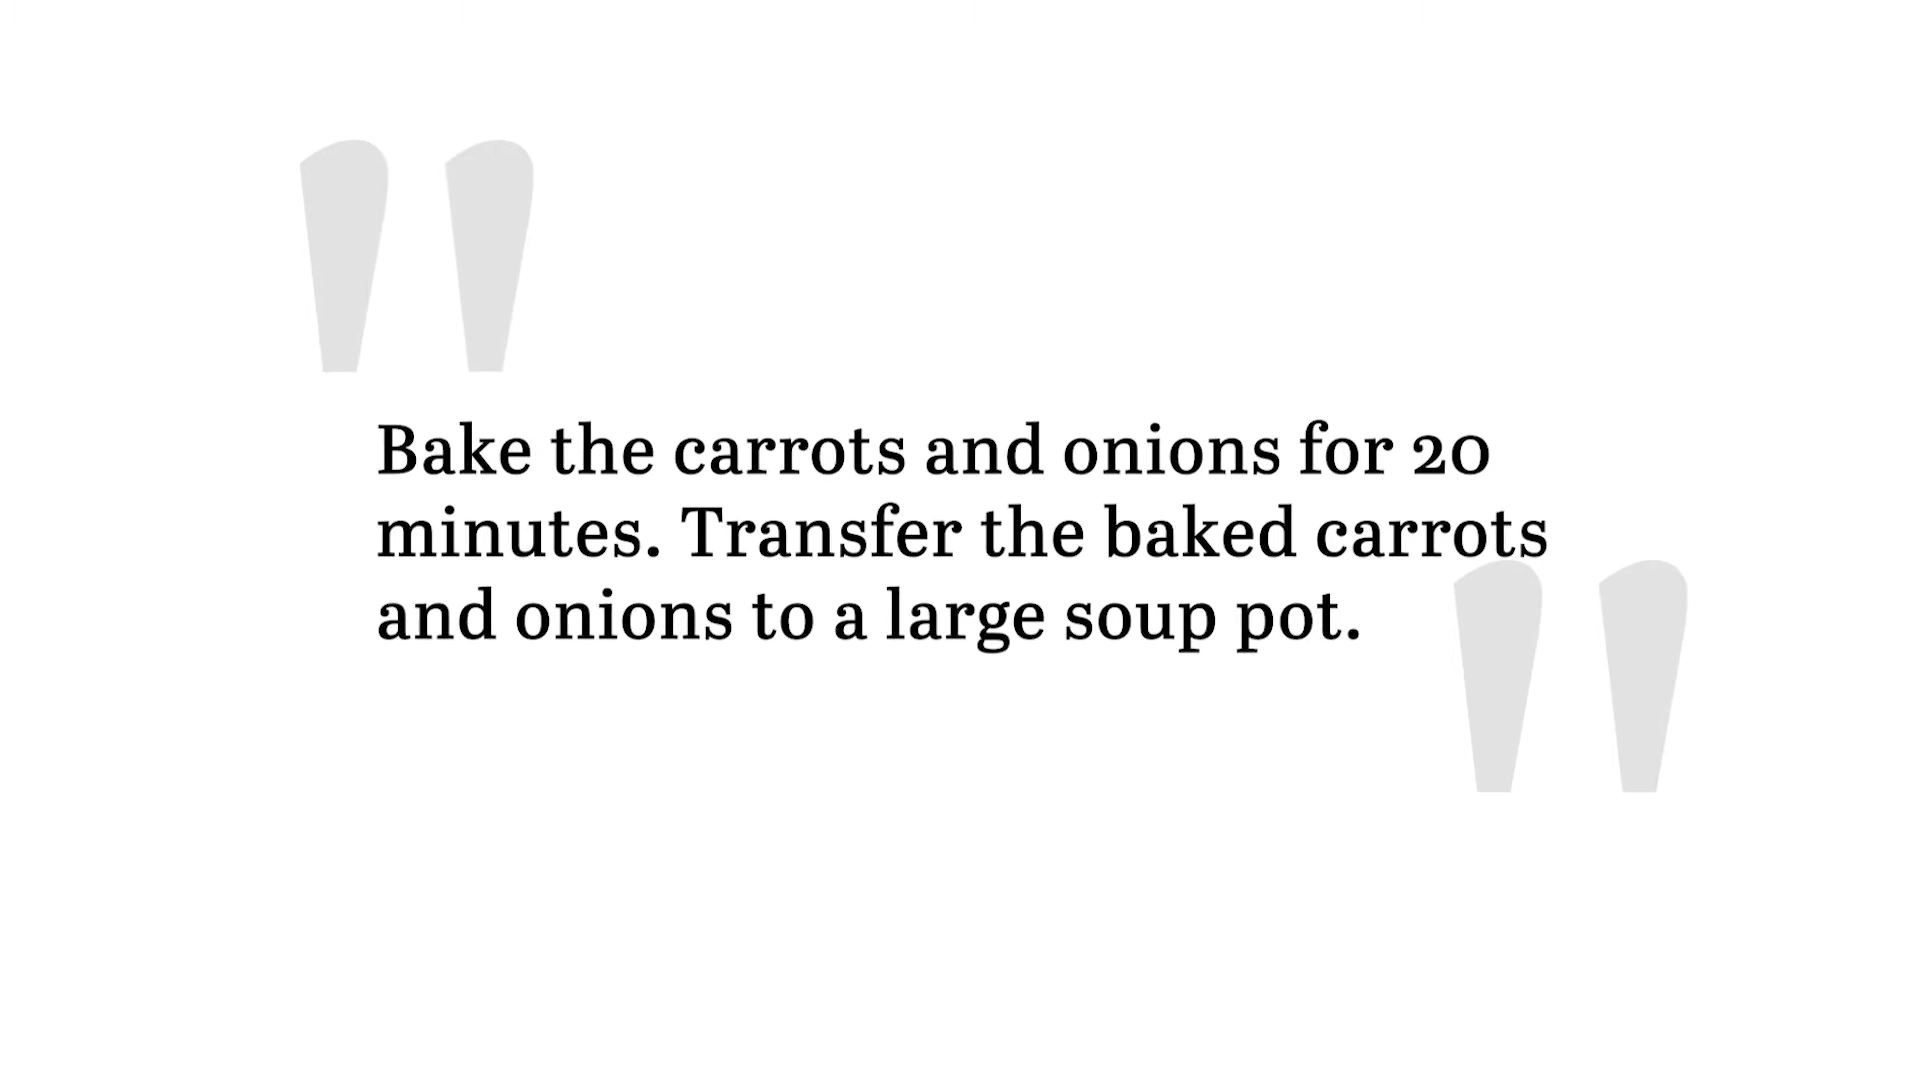 "
Bake the carrots and onions for 20
minutes. Transfer the baked carrots
and onions to a large soup pot.
"